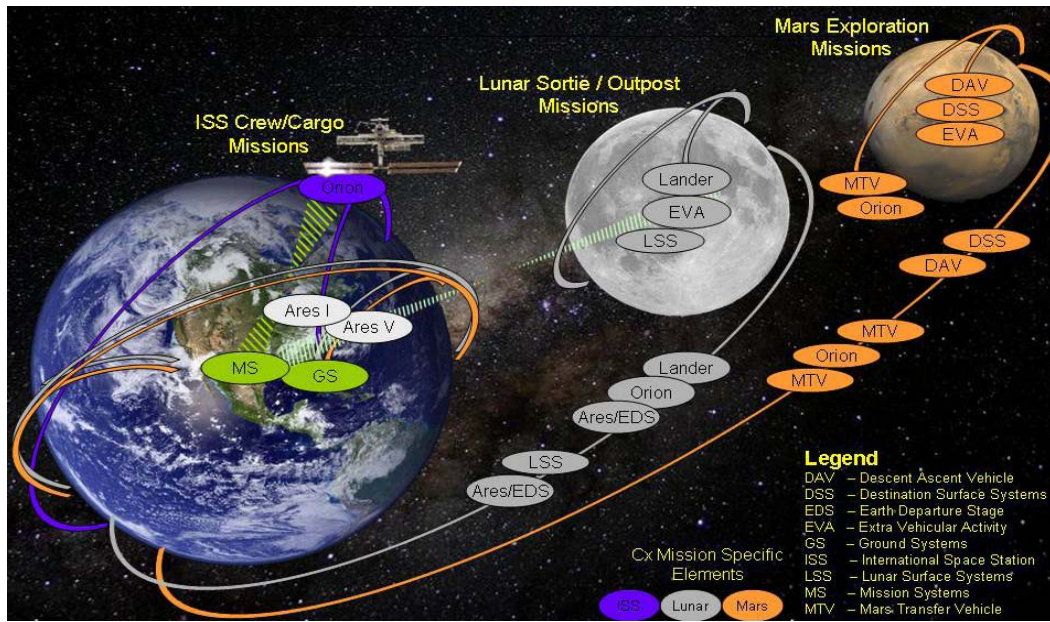 Mars Exploration
Missions
DAV
DSS
EVA
MTV
Orion
Lunar Sortie / Outpost
Missions
Lander
EVA
LSS
ISS Crew/Cargo
Missions
Orion
Ares I
Ares V
MS
GS
DSS
DAV
MTV
Orion
MTV
Lander
Orion
Ares/EDS
LSS
Ares/EDS
Legend
DAV – Descent Ascent Vehicle
DSS – Destination Surface Systems
EDS – Earth Departure Stage
EVA – Extra Vehicular Activity
GS – Ground Systems
ISS – International Space Station
LSS – Lunar Surface Systems
MS – Mission Systems
MTV – Mars Transfer Vehicle
Cx Mission Specific
Elements
ISS
Lunar
Mars